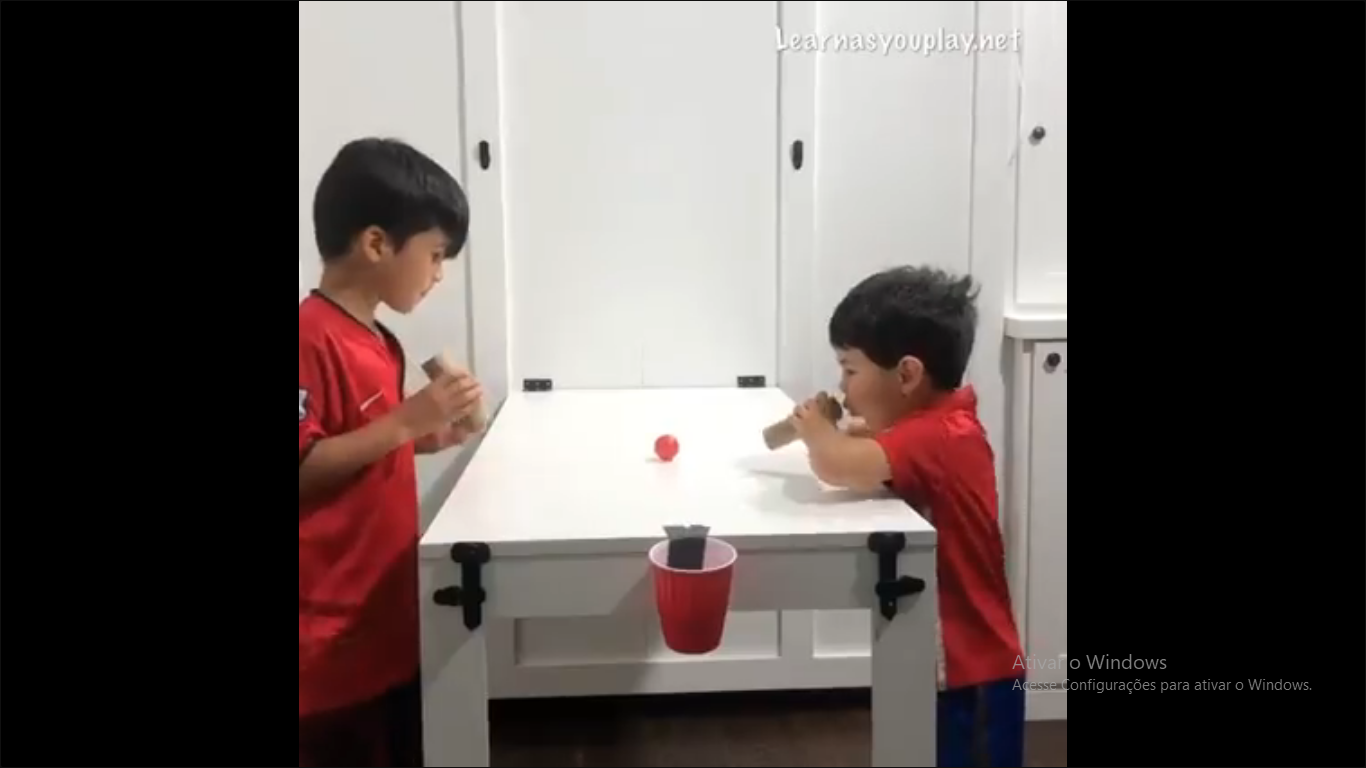 Learnasyouplay.net
Ativar o Windows
Acesse Configurações para ativar o Windows.